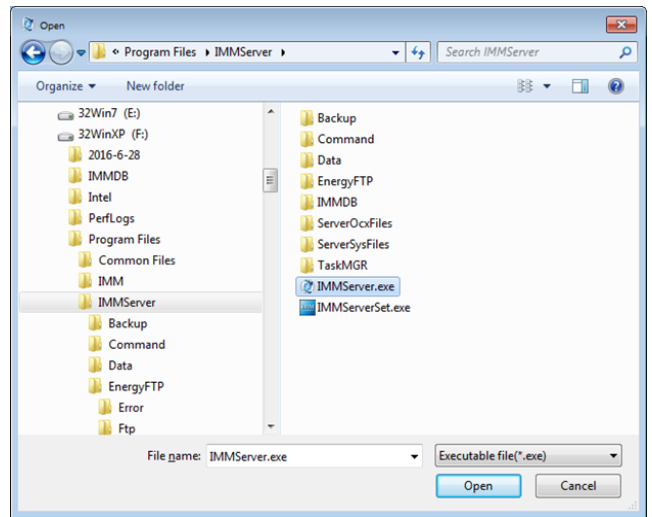 Open
« Program Files IMMServer
Search IMMServer
Organize New folder
32Win7 (E:)
32WinXP (F:)
2016-6-28
IMMDB
Intel
PerfLogs
Program Files
Common Files
IMM
IMMServer
Backup
Command
Data
EnergyFTP
Error
Ftp
Backup
Command
Data
EnergyFTP
IMMDB
ServerOcxFiles
ServerSysFiles
TaskMGR
IMMServer.exe
IMMServerSet.exe
File name: IMMServer.exe
Executable file(*.exe)
Open Cancel